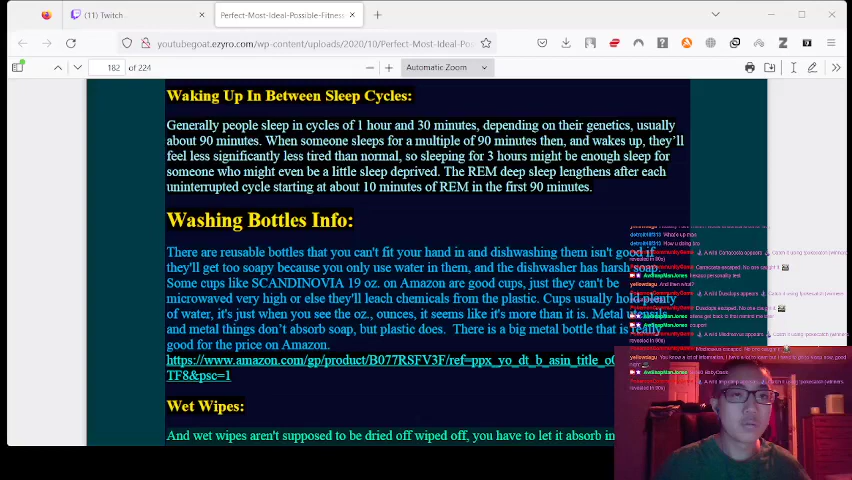 (11) Twitch
Perfect-Most-Ideal-Possible-Fitness
youtubegoat.ezyro.com/wp-content/uploads/2020/10/Perfect-Most-Ideal-Pos
182 of 224
Automatic Zoom
Waking Up In Between Sleep Cycles:
Generally people sleep in cycles of 1 hour and 30 minutes, depending on their genetics, usually
about 90 minutes. When someone sleeps for a multiple of 90 minutes then, and wakes up, they'll
feel less significantly less tired than normal, so sleeping for 3 hours might be enough sleep for
someone who might even be a little sleep deprived. The REM deep sleep lengthens after each
uninterrupted cycle starting at about 10 minutes of REM in the first 90 minutes.
Washing Bottles Info:
There are reusable bottles that you can't fit your hand in and dishwashing them isn't good if
they'll get too soapy because you only use water in them, and the dishwasher has harsh soap.
Some cups like SCANDINOVIA 19 oz. on Amazon are good cups, just they can't be
microwaved very high or else they'll leach chemicals from the plastic. Cups usually hold plenty
of water, it's just when you see the oz., ounces, it seems like it's more than it is. Metal utensils
and metal things don't absorb soap, but plastic does. There is a big metal bottle that is really
good for the price on Amazon.
https://www.amazon.com/gp/product/B077RSFV3F/ref=ppx_yo_dt_b_asin_title_o0
TF8&psc=1
Wet Wipes:
And wet wipes aren't supposed to be dried off wiped off, you have to let it absorb in